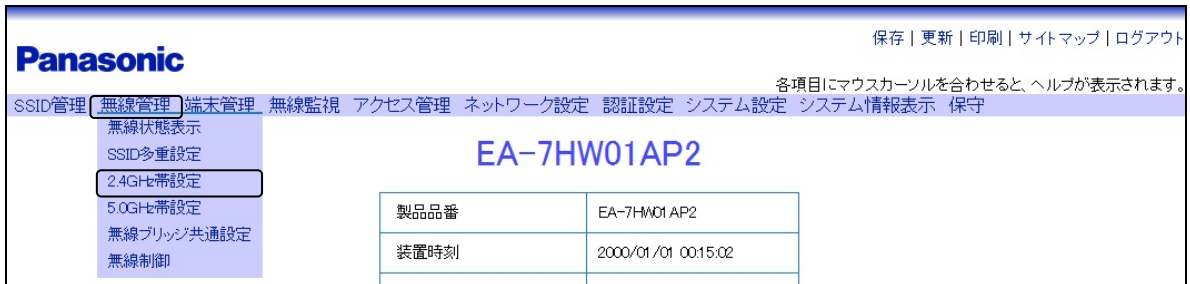 保存 | 更新 | 印刷 | サイトマップ | ログアウト
Panasonic
各項目にマウスカーソルを合わせると、ヘルプが表示されます。
SSID管理 無線管理 端末管理 無線監視 アクセス管理 ネットワーク設定 認証設定 システム設定 システム情報表示 保守
無線状態表示
SSID多重設定
2.4GHz帯設定
5.0GHz帯設定
無線ブリッジ共通設定
無線制御
EA-7HW01AP2
製品品番 EA-7HW01AP2
装置時刻 2000/01/01 00:15:02